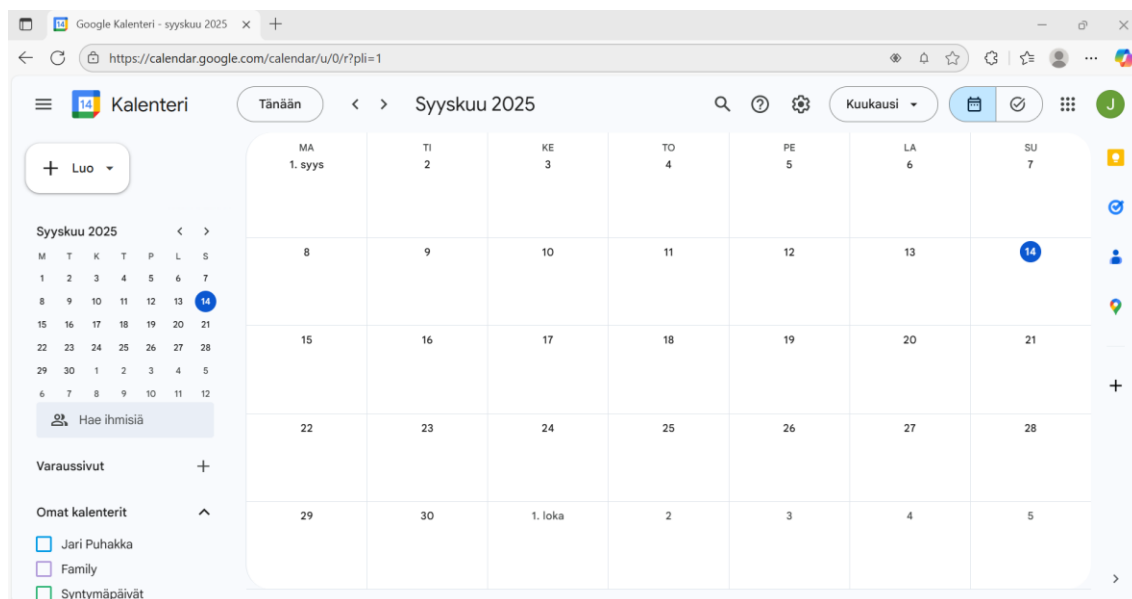 14 Google Kalenteri - syyskuu 2025
https://calendar.google.com/calendar/u/0/r?pli=1
14 Kalenteri Tänään Syyskuu 2025 Kuukausi J
Luo
Syyskuu 2025
M T K T P L S
1 2 3 4 5 6 7
8 9 10 11 12 13 14
15 16 17 18 19 20 21
22 23 24 25 26 27 28
29 30 1 2 3 4 5
6 7 8 9 10 11 12
Hae ihmisiä
Varaussivut
Omat kalenterit
Jari Puhakka
Family
Syntymäpäivät
MA TI KE TO PE LA SU
1. syys 2 3 4 5 6 7
8 9 10 11 12 13 14
15 16 17 18 19 20 21
22 23 24 25 26 27 28
29 30 1. loka 2 3 4 5